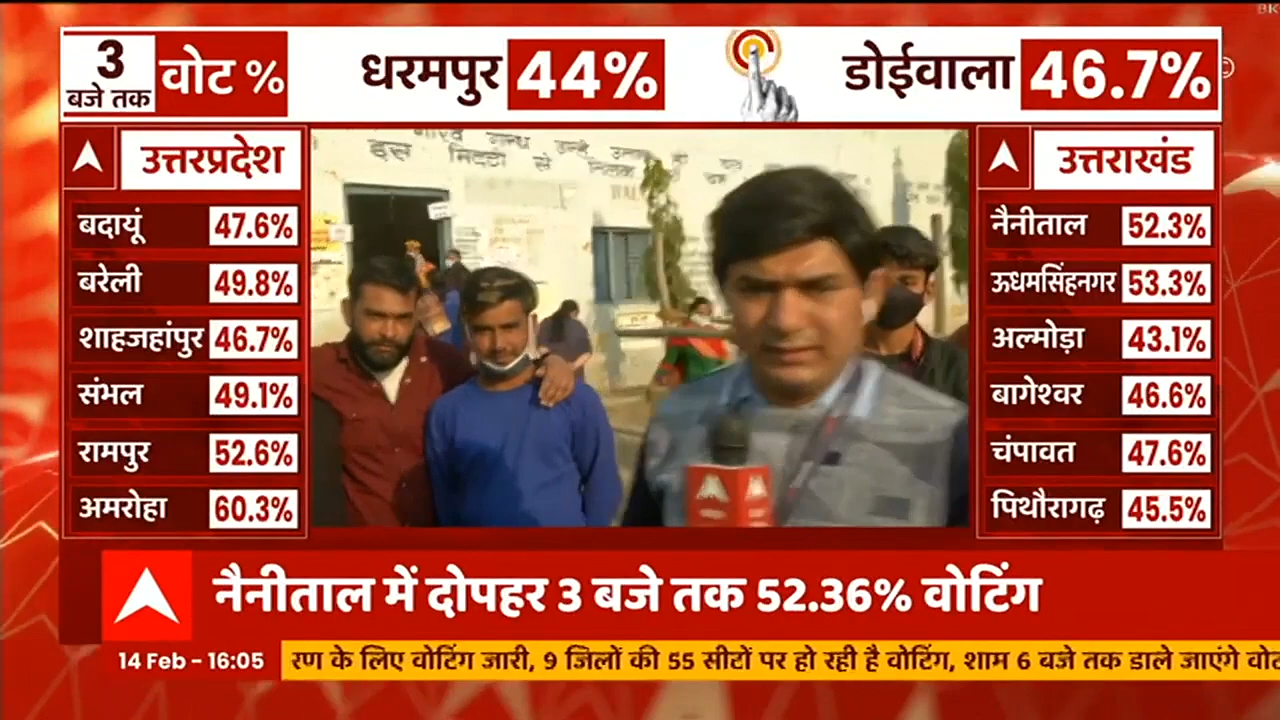 3
बजे तक
वोट %
धरमपुर 44%
डोईवाला 46.7%
उत्तरप्रदेश
बदायूं 47.6%
बरेली 49.8%
शाहजहांपुर 46.7%
संभल 49.1%
रामपुर 52.6%
अमरोहा 60.3%
इस मिट्टी से
उत्तराखंड
नैनीताल 52.3%
ऊधमसिंहनगर 53.3%
अल्मोड़ा 43.1%
बागेश्वर 46.6%
चंपावत 47.6%
पिथौरागढ़ 45.5%
नैनीताल में दोपहर 3 बजे तक 52.36% वोटिंग
14 Feb - 16:05
रण के लिए वोटिंग जारी, 9 जिलों की 55 सीटों पर हो रही है वोटिंग, शाम 6 बजे तक डाले जाएंगे वोट